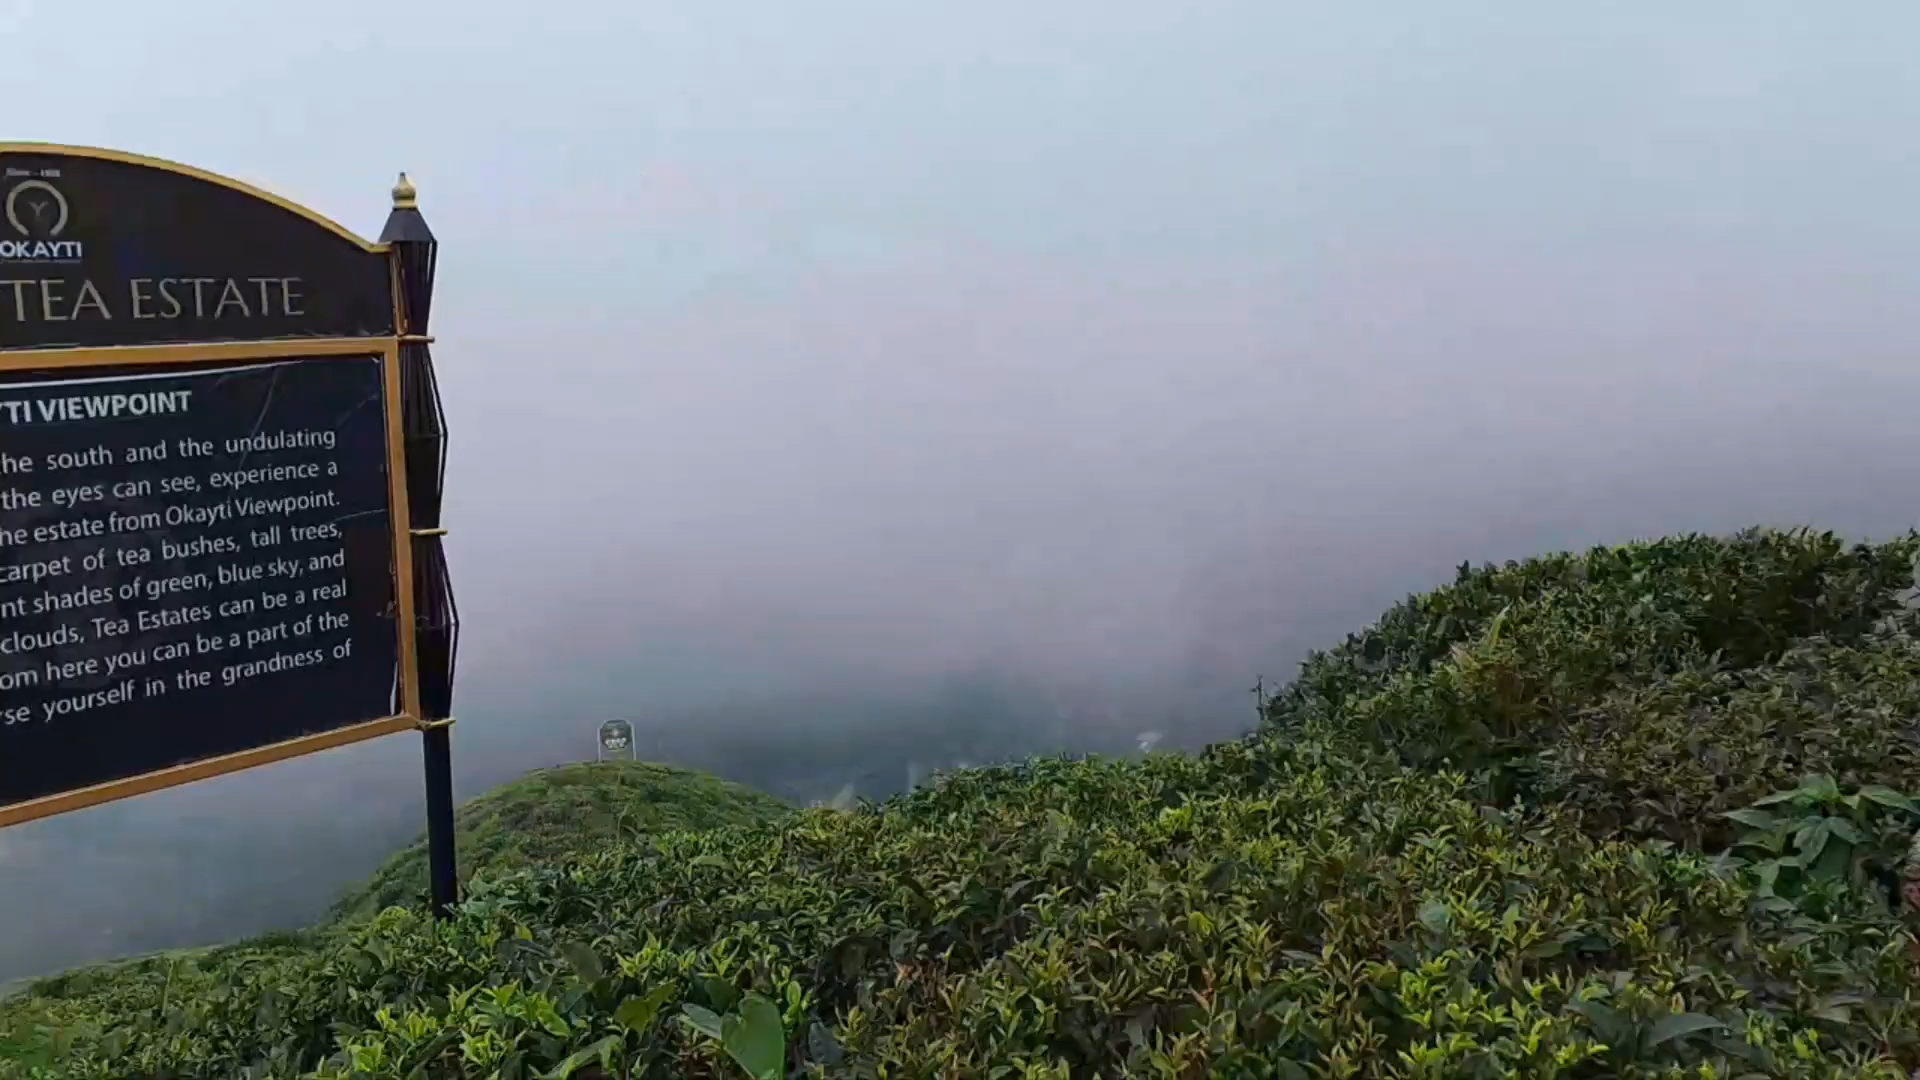 OKAYTI
TEA ESTATE
TI VIEWPOINT
he south and the undulating
the eyes can see, experience a
he estate from Okayti Viewpoint.
carpet of tea bushes, tall trees,
nt shades of green, blue sky, and
clouds, Tea Estates can be a real
om here you can be a part of the
se yourself in the grandness of